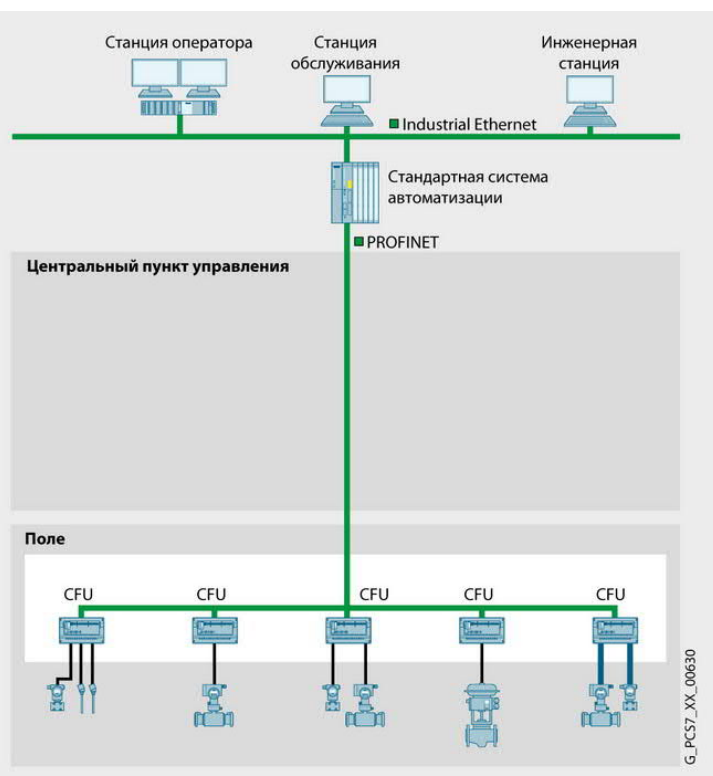 Станция оператора
Станция
обслуживания
Инженерная
станция
Industrial Ethernet
Стандартная система
автоматизации
PROFINET
Центральный пункт управления
Поле
CFU
CFU
CFU
CFU
CFU
G_PCS7_XX_00630